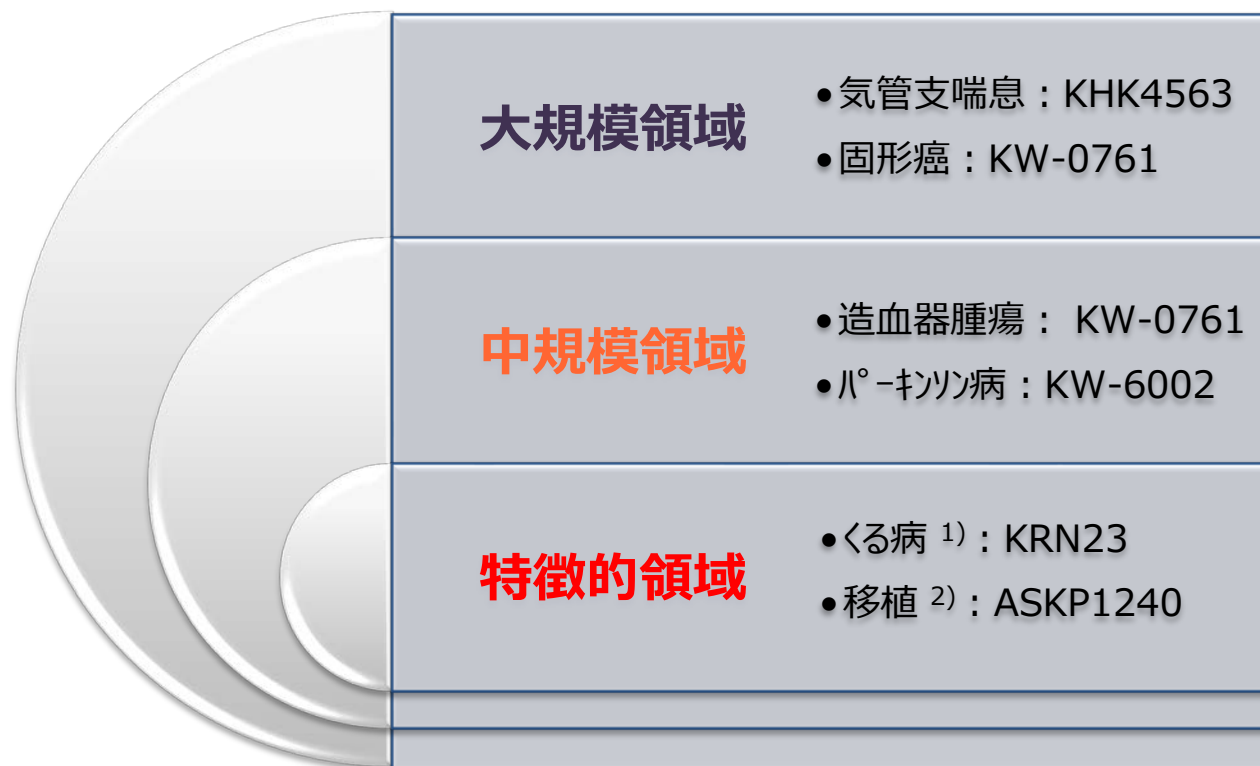 大規模領域
•気管支喘息：KHK4563
•固形癌：KW-0761
中規模領域
•造血器腫瘍： KW-0761
•ﾊﾟｰｷﾝｿﾝ病：KW-6002
特徴的領域
•くる病 1)：KRN23
•移植 2)：ASKP1240